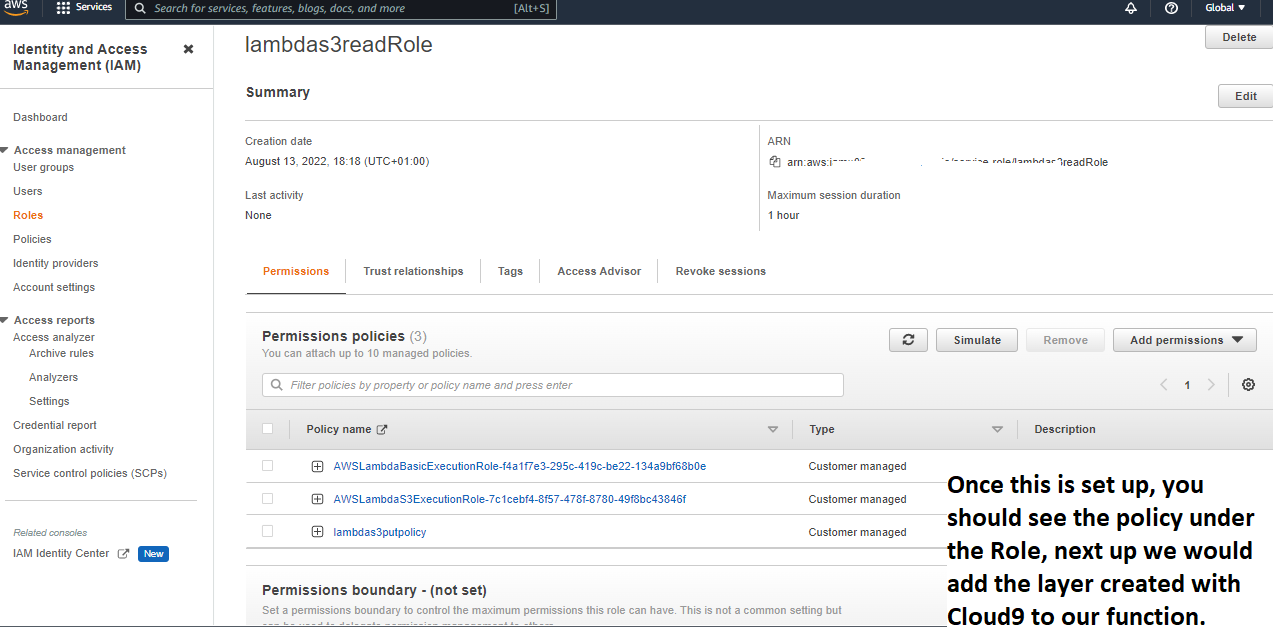 aws
Services
Search for services, features, blogs, docs, and more
[Alt+S]
Global
Identity and Access
Management (IAM)
Dashboard
Access management
User groups
Users
Roles
Policies
Identity providers
Account settings
Access reports
Access analyzer
Archive rules
Analyzers
Settings
Credential report
Organization activity
Service control policies (SCPs)
Related consoles
IAM Identity Center
New
lambdas3readRole
Delete
Summary
Edit
Creation date
August 13, 2022, 18:18 (UTC+01:00)
ARN
Last activity
None
Maximum session duration
1 hour
Permissions
Trust relationships
Tags
Access Advisor
Revoke sessions
Permissions policies (3)
You can attach up to 10 managed policies.
Simulate
Remove
Add permissions
Filter policies by property or policy name and press enter
1
Policy name
Type
Description
AWSLambdaBasicExecutionRole-f4a1f7e3-295c-419c-be22-134a9bf68b0e
Customer managed
AWSLambdaS3ExecutionRole-7c1cebf4-8f57-478f-8780-49f8bc43846f
Customer managed
lambdas3putpolicy
Customer managed
Once this is set up, you
should see the policy under
the Role, next up we would
add the layer created with
Cloud9 to our function.
Permissions boundary - (not set)
Set a permissions boundary to control the maximum permissions this role can have. This is not a common setting but